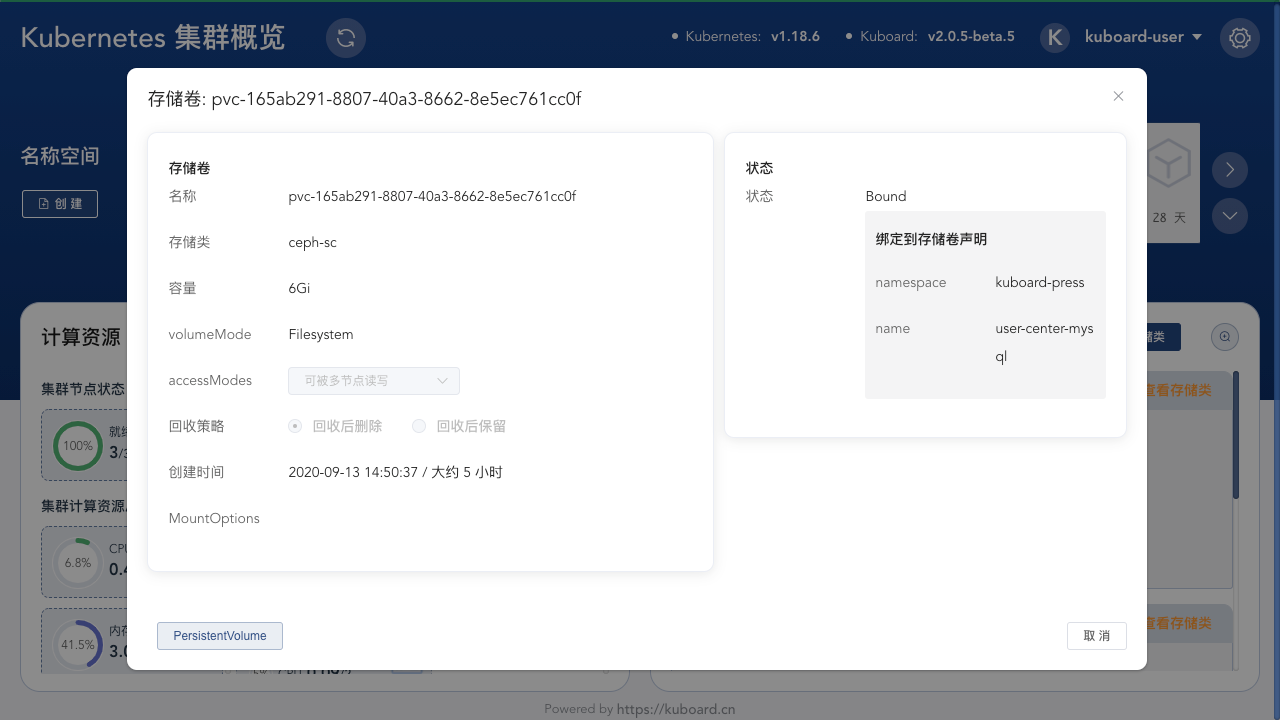 Kubernetes 集群概览
Kubernetes: v1.18.6
Kuboard: v2.0.5-beta.5
K kuboard-user
存储卷: pvc-165ab291-8807-40a3-8662-8e5ec761cc0f
名称空间
创 建
28 天
存储卷
名称 pvc-165ab291-8807-40a3-8662-8e5ec761cc0f
存储类 ceph-sc
容量 6Gi
volumeMode Filesystem
accessModes 可被多节点读写
回收策略 回收后删除 回收后保留
创建时间 2020-09-13 14:50:37 / 大约 5 小时
MountOptions
状态
状态 Bound
绑定到存储卷声明
namespace kuboard-press
name user-center-mys
ql
计算资源
集群节点状态
100%
3/3
集群计算资源
6.8% CPU
0.4
41.5% 内存
3.0
储类
查看存储类
查看存储类
PersistentVolume
取 消
Powered by https://kuboard.cn